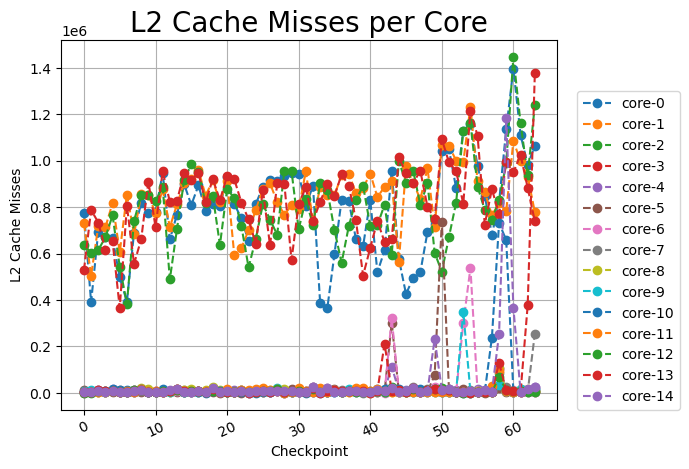 L2 Cache Misses per Core
1e6
1.4
1.2
1.0
0.8
0.6
0.4
0.2
0.0
L2 Cache Misses
0 10 20 30 40 50 60
Checkpoint
core-0
core-1
core-2
core-3
core-4
core-5
core-6
core-7
core-8
core-9
core-10
core-11
core-12
core-13
core-14